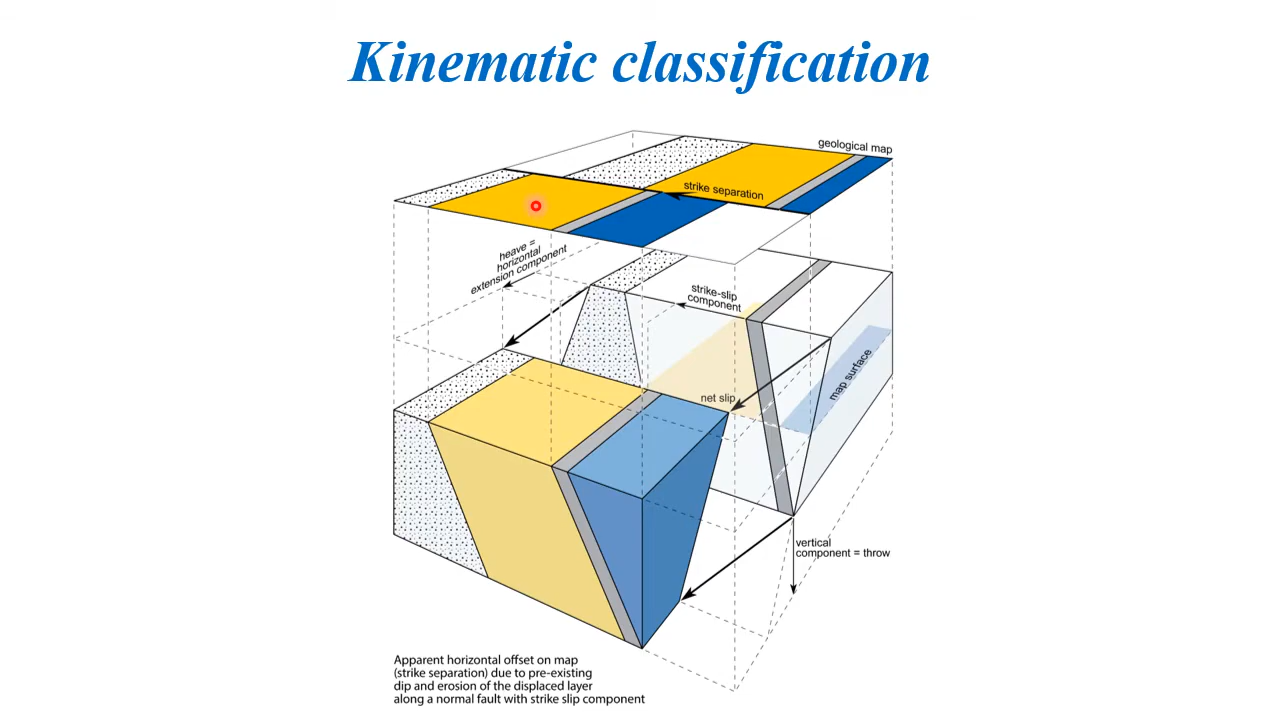 Kinematic classification
geological map
strike separation
heave =
horizontal
extension component
strike-slip
component
map surface
net slip
vertical
component = throw
Apparent horizontal offset on map
(strike separation) due to pre-existing
dip and erosion of the displaced layer
along a normal fault with strike slip component